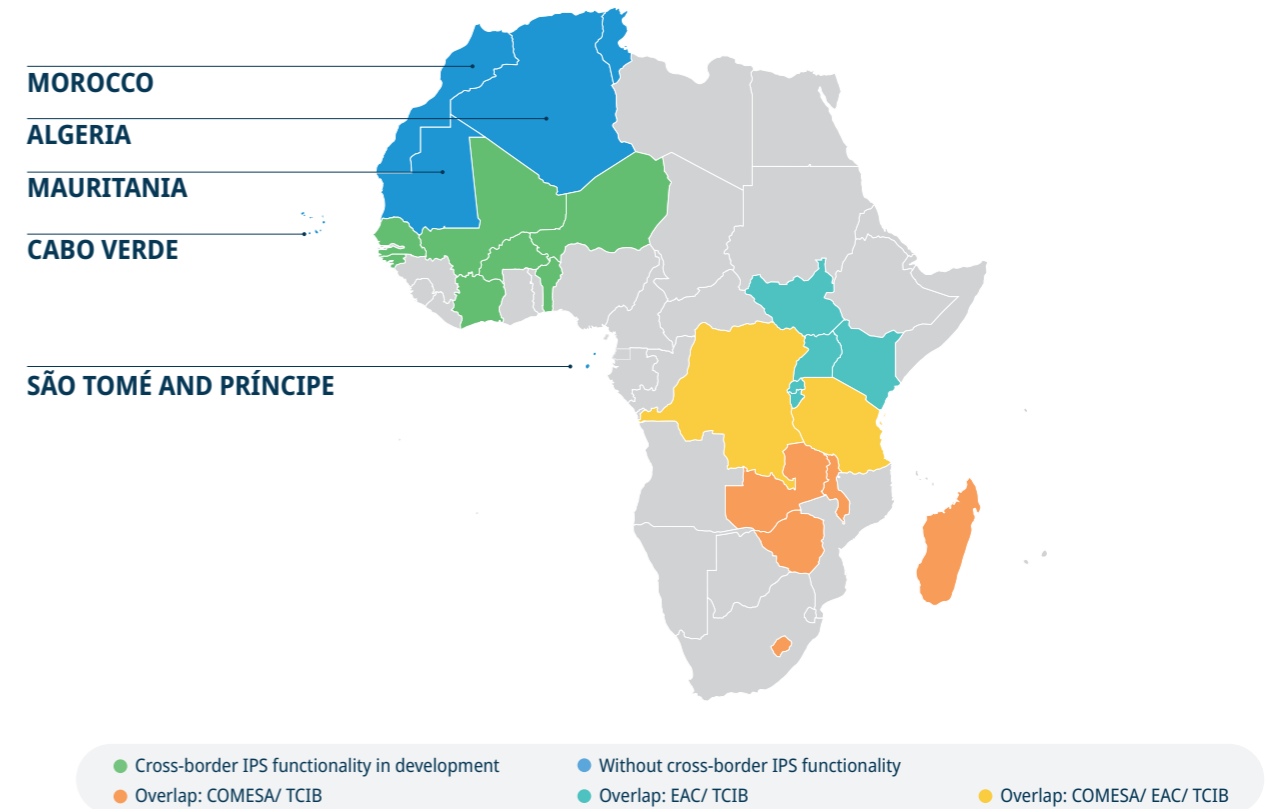 MOROCCO
ALGERIA
MAURITANIA
CABO VERDE
SÃO TOMÉ AND PRÍNCIPE
Cross-border IPS functionality in development
Without cross-border IPS functionality
Overlap: COMESA/ TCIB
Overlap: EAC/ TCIB
Overlap: COMESA/ EAC/ TCIB